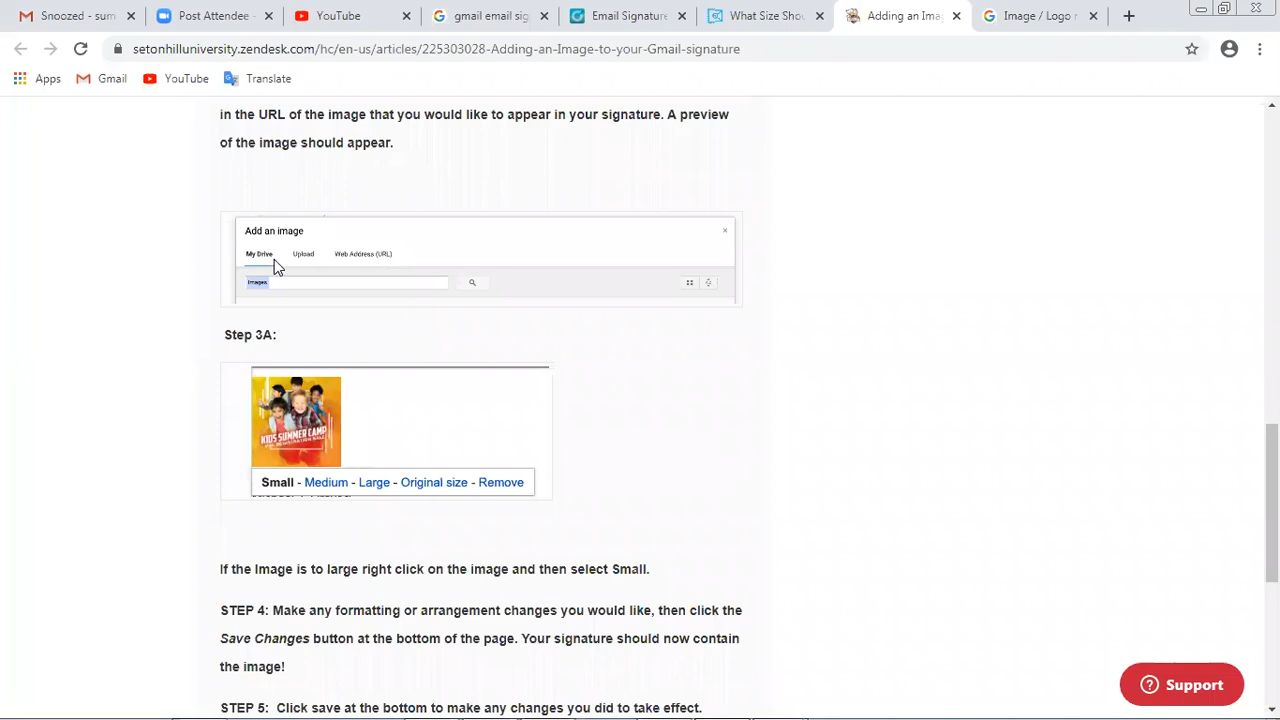 Snoozed - sum
Post Attendee -
YouTube
gmail email sig
Email Signature
What Size Shou
Adding an Ima
Image / Logo r
setonhilluniversity.zendesk.com/hc/en-us/articles/225303028-Adding-an-Image-to-your-Gmail-signature
Apps
Gmail
YouTube
Translate
in the URL of the image that you would like to appear in your signature. A preview
of the image should appear.
Add an image
My Drive
Upload
Web Address (URL)
Images
Step 3A:
KIDS SUMMER CAMP
Small - Medium - Large - Original size - Remove
If the Image is to large right click on the image and then select Small.
STEP 4: Make any formatting or arrangement changes you would like, then click the
Save Changes button at the bottom of the page. Your signature should now contain
the image!
STEP 5: Click save at the bottom to make any changes you did to take effect.
Support